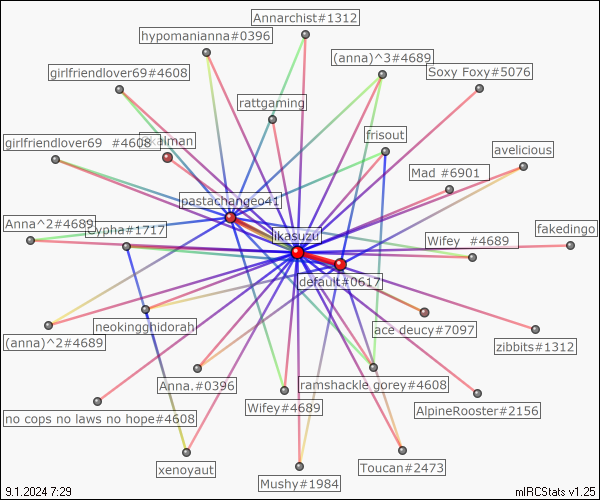 Annarchist#1312
hypomanianna#0396
(anna)^3#4689
girlfriendlover69#4608
Soxy Foxy#5076
rattgaming
frisout
girlfriendlover69 #4608
avelicious
Mad #6901
pastachangeo41
Anna^2#4689
cypha#1717
fakedingo
likasuzu
Wifey #4689
default#0617
neokingghidorah
ace deucy#7097
(anna)^2#4689
zibbits#1312
Anna.#0396
ramshackle gorey#4608
no cops no laws no hope#4608
Wifey#4689
AlpineRooster#2156
xenoyaut
Toucan#2473
Mushy#1984
9.1.2024 7:29
mIRCStats v1.25